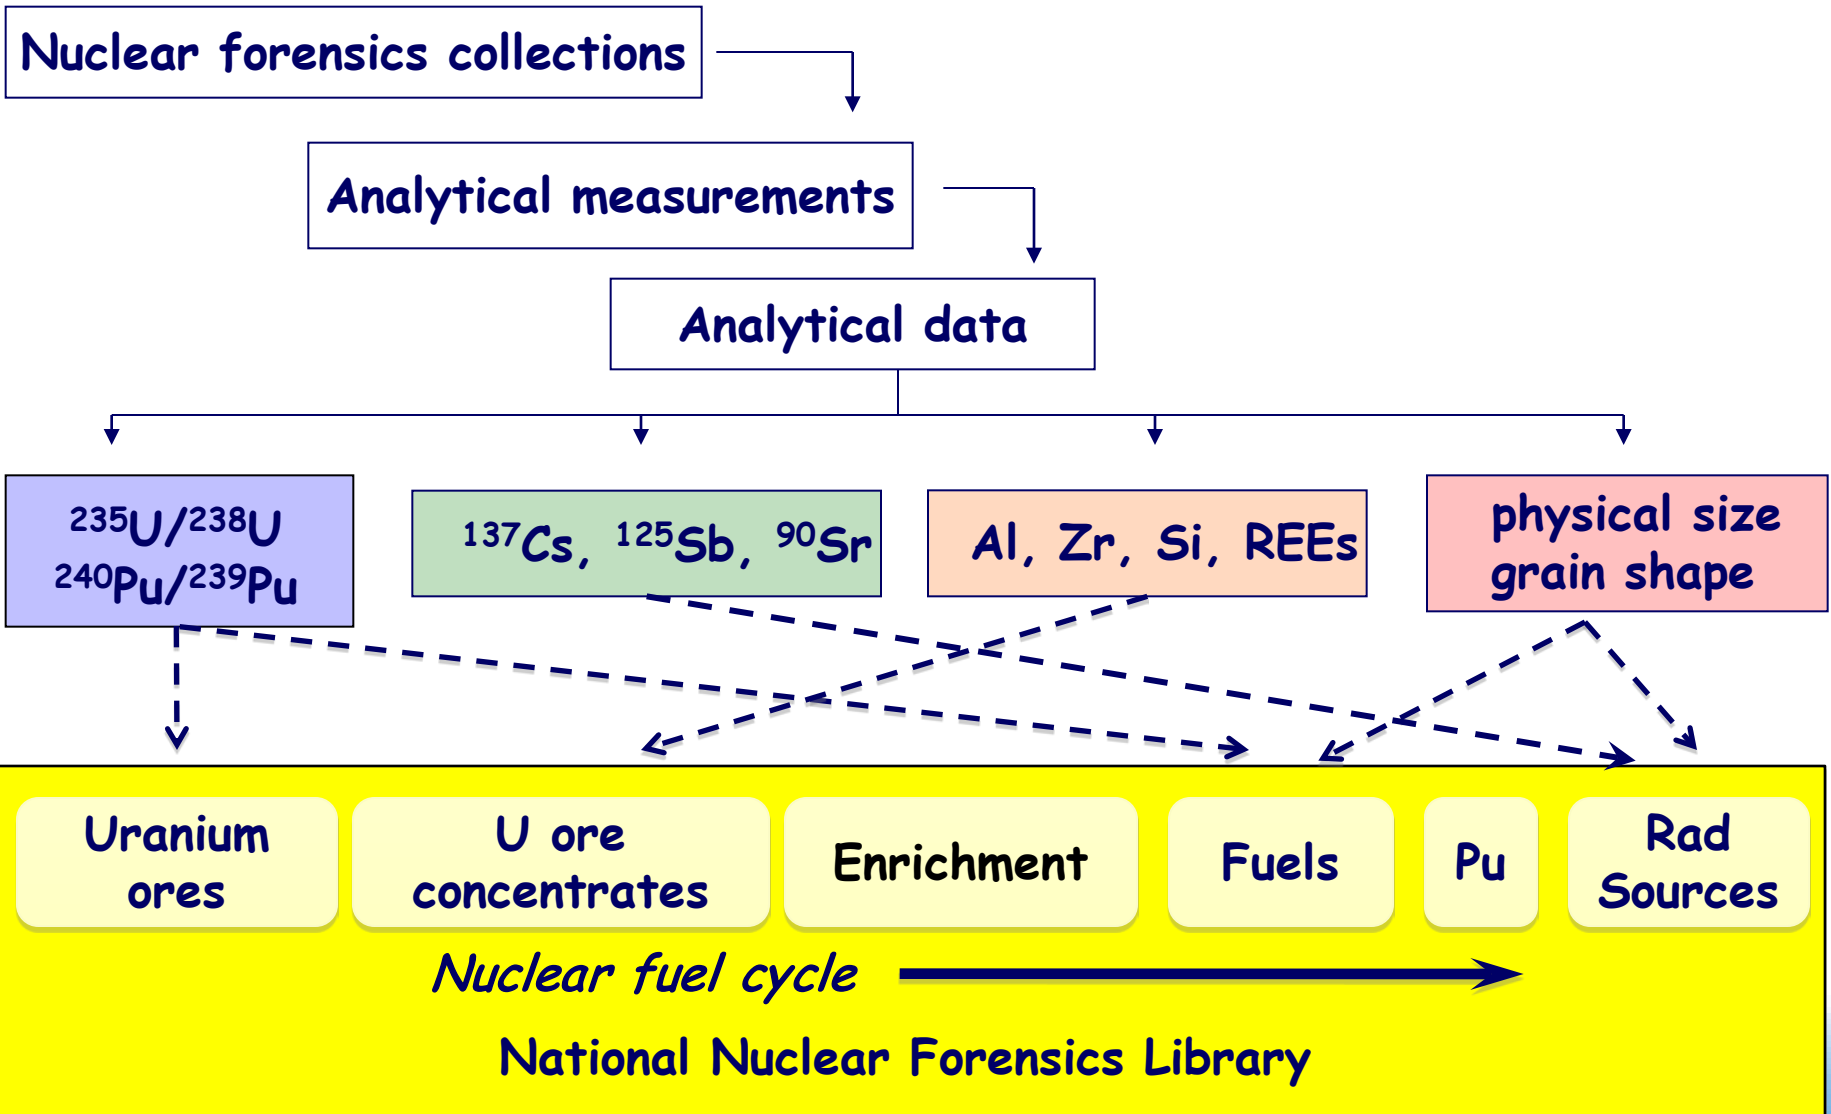 Nuclear forensics collections
Analytical measurements
Analytical data
²³⁵U/²³⁸U
²⁴⁰Pu/²³⁹Pu
¹³⁷Cs, ¹²⁵Sb, ⁹⁰Sr
Al, Zr, Si, REEs
physical size
grain shape
Uranium
ores
U ore
concentrates
Enrichment
Fuels
Pu
Rad
Sources
Nuclear fuel cycle
National Nuclear Forensics Library